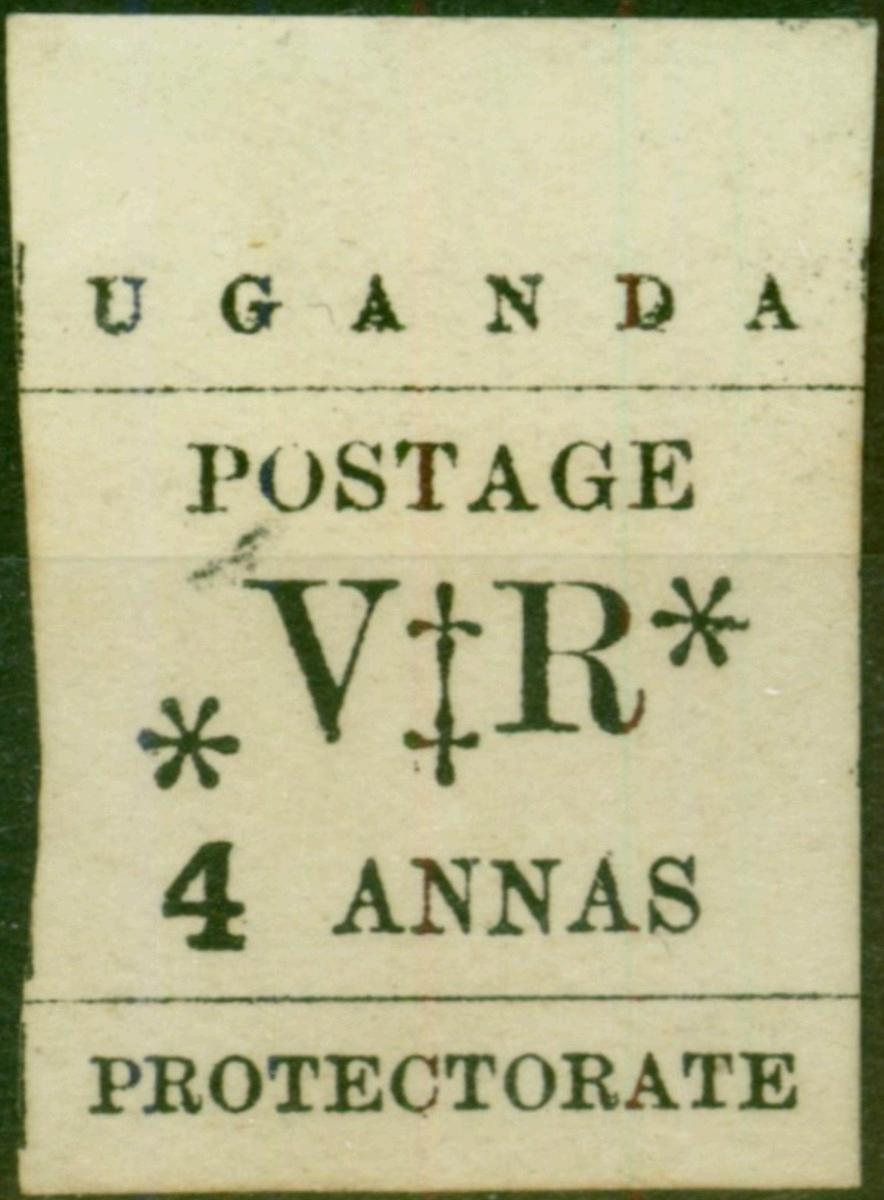 UGANDA
POSTAGE
V‡R*
*
4 ANNAS
PROTECTORATE